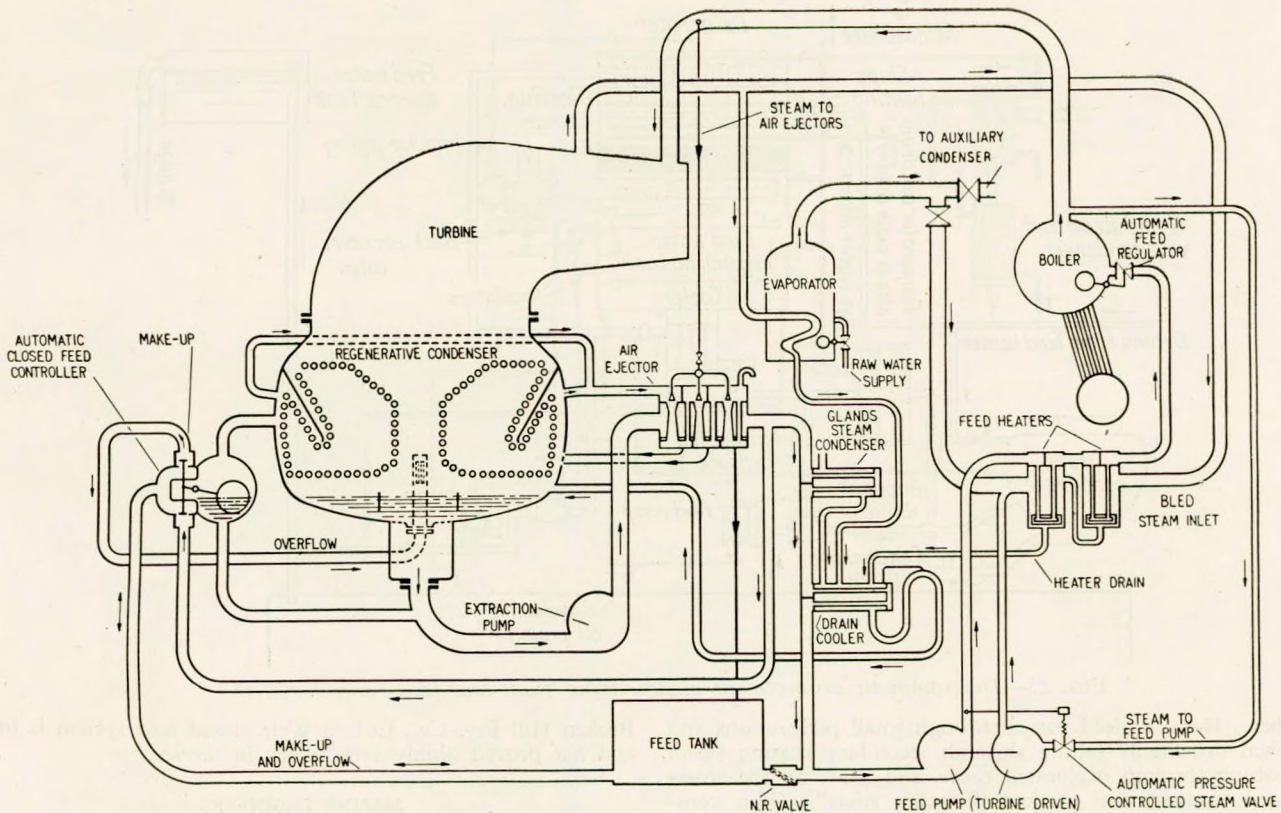 STEAM TO
AIR EJECTORS
TO AUXILIARY
CONDENSER
TURBINE
AUTOMATIC
FEED
REGULATOR
BOILER
EVAPORATOR
AUTOMATIC
CLOSED FEED
CONTROLLER
MAKE-UP
REGENERATIVE CONDENSER
AIR
EJECTOR
RAW WATER
SUPPLY
GLANDS
STEAM
CONDENSER
FEED HEATERS
BLED
STEAM INLET
OVERFLOW
HEATER DRAIN
EXTRACTION
PUMP
DRAIN
COOLER
MAKE-UP
AND OVERFLOW
FEED TANK
STEAM TO
FEED PUMP
N.R. VALVE
FEED PUMP (TURBINE DRIVEN)
AUTOMATIC PRESSURE
CONTROLLED STEAM VALVE